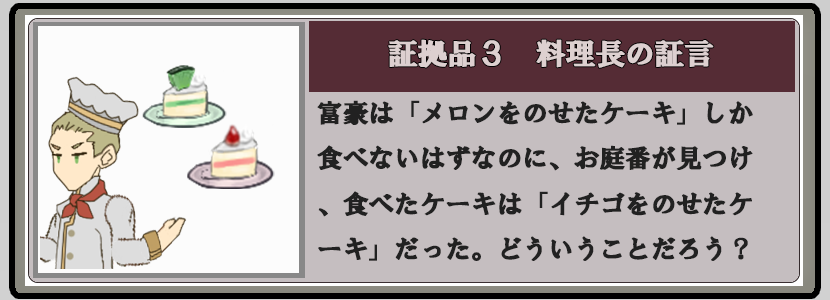 証拠品３　料理長の証言
富豪は「メロンをのせたケーキ」しか
食べないはずなのに、お庭番が見つけ
、食べたケーキは「イチゴをのせたケ
ーキ」だった。どういうことだろう？